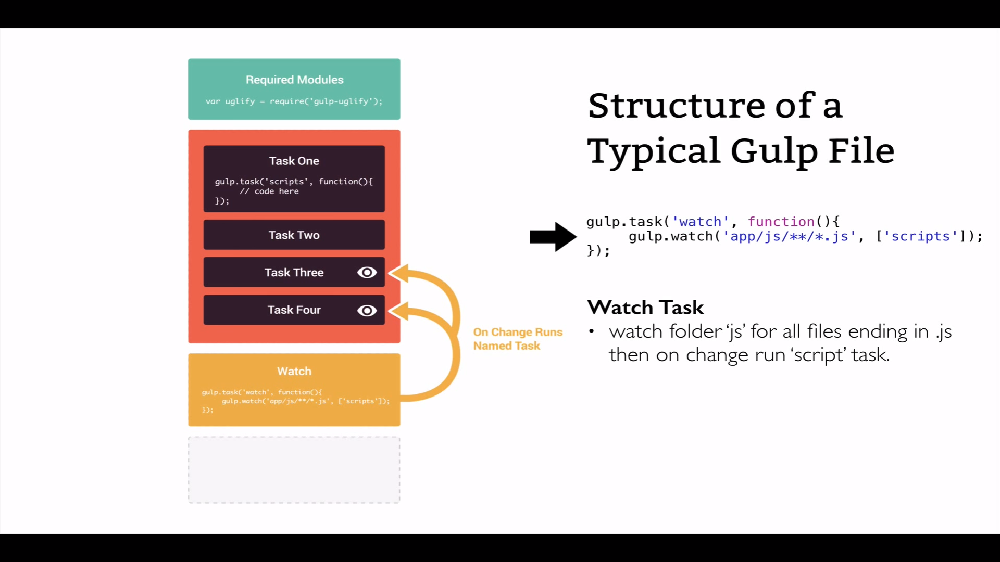 Required Modules
var uglify = require('gulp-uglify');
Task One
gulp.task('scripts', function(){
// code here
});
Task Two
Task Three
Task Four
On Change Runs
Named Task
Watch
gulp.task('watch', function(){
gulp.watch('app/js/**/*.js', ['scripts']);
});
Structure of a
Typical Gulp File
gulp.task('watch', function(){
gulp.watch('app/js/**/*.js', ['scripts']);
});
Watch Task
• watch folder ‘js’ for all files ending in .js
then on change run ‘script’ task.